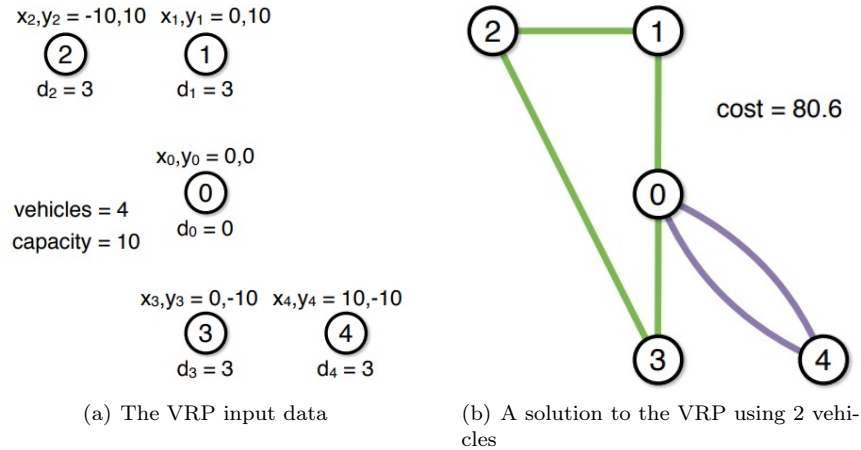 x₂,y₂ = -10,10 x₁,y₁ = 0,10
2 1
d₂ = 3 d₁ = 3
x₀,y₀ = 0,0
0
d₀ = 0
vehicles = 4
capacity = 10
x₃,y₃ = 0,-10 x₄,y₄ = 10,-10
3 4
d₃ = 3 d₄ = 3
(a) The VRP input data
2 1
cost = 80.6
0
3 4
(b) A solution to the VRP using 2 vehi-
cles